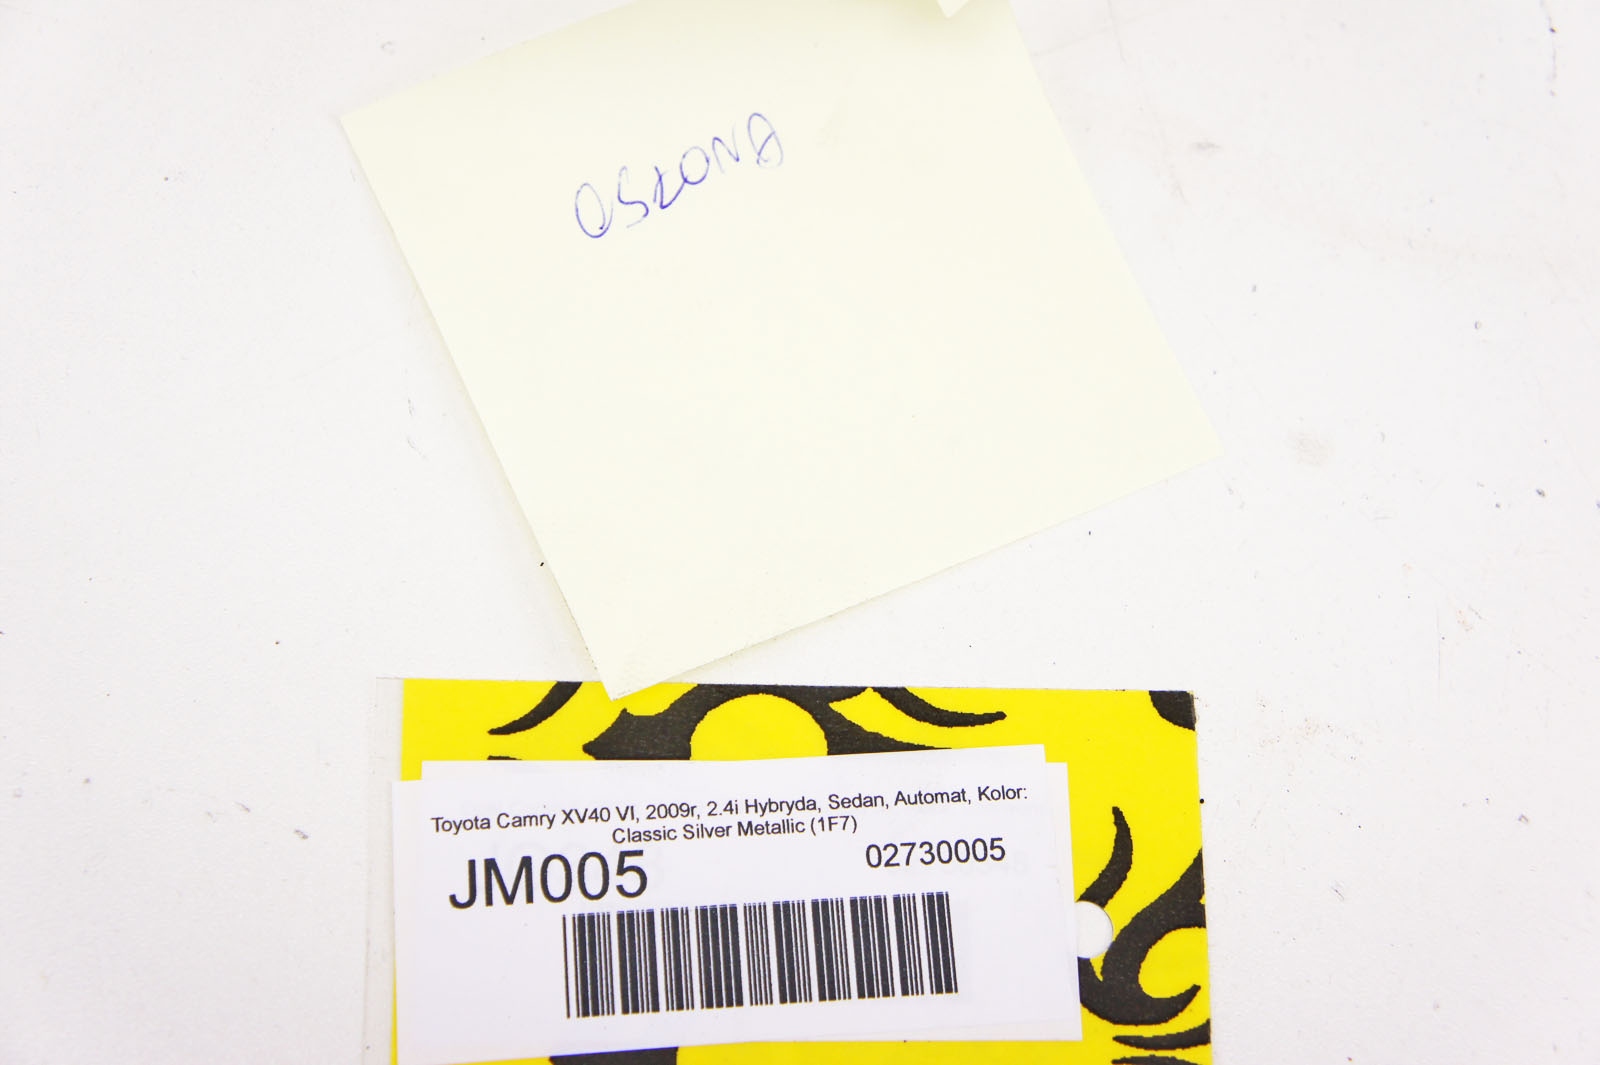 OSŁONA
Toyota Camry XV40 VI, 2009r, 2.4i Hybryda, Sedan, Automat, Kolor:
Classic Silver Metallic (1F7)
JM005
02730005